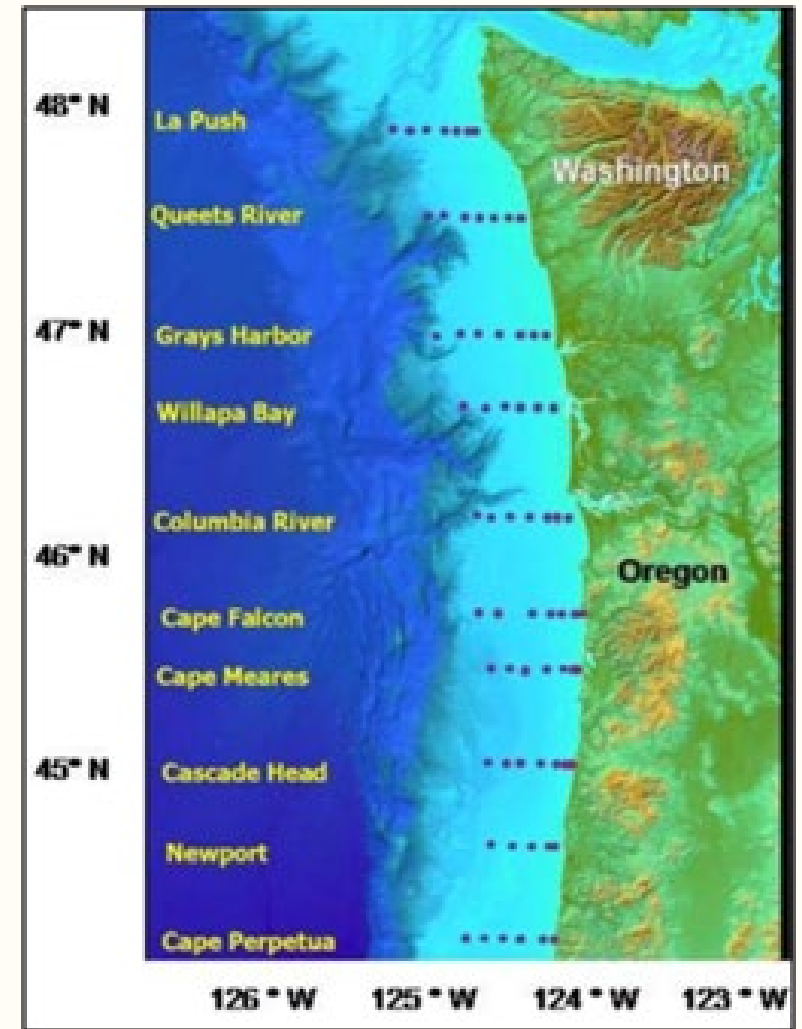 48° N
La Push
Washington
Queets River
47° N
Grays Harbor
Willapa Bay
Columbia River
46° N
Oregon
Cape Falcon
Cape Meares
45° N
Cascade Head
Newport
Cape Perpetua
126 ° W
125 ° W
124 ° W
123 ° W